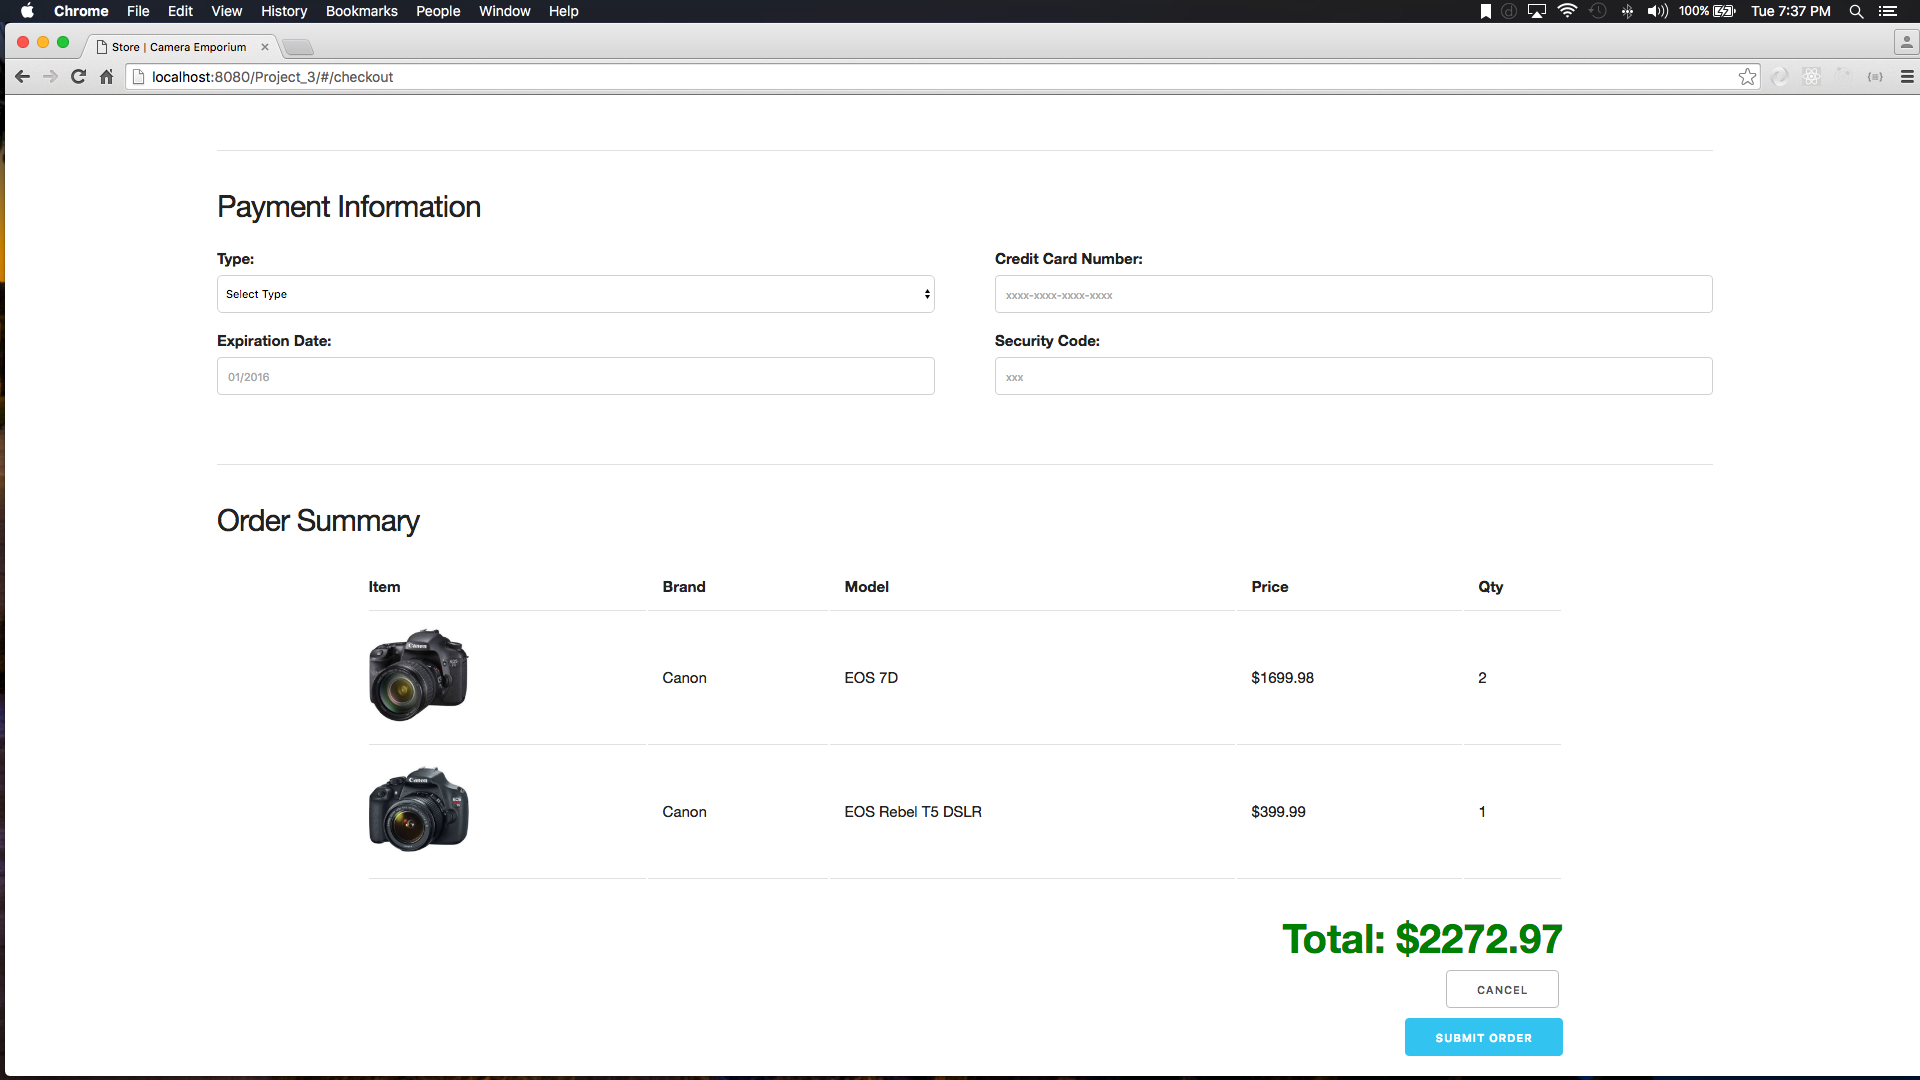 Chrome File Edit View History Bookmarks People Window Help 100% Tue 7:37 PM
Store | Camera Emporium
localhost:8080/Project_3/#/checkout
Payment Information
Type: Credit Card Number:
Select Type xxxx-xxxx-xxxx-xxxx
Expiration Date: Security Code:
01/2016 xxx
Order Summary
Item Brand Model Price Qty
Canon
Canon EOS 7D $1699.98 2
Canon
Canon EOS Rebel T5 DSLR $399.99 1
Total: $2272.97
CANCEL
SUBMIT ORDER